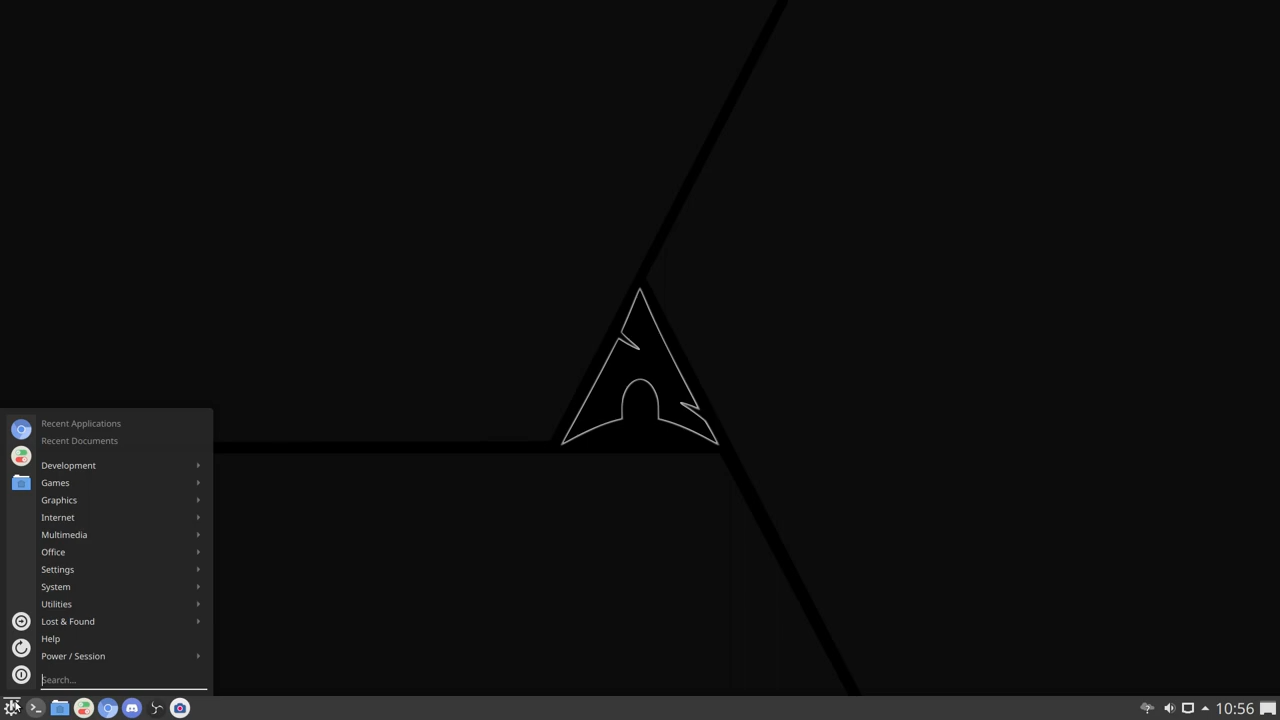 Recent Applications
Recent Documents
Development
Games
Graphics
Internet
Multimedia
Office
Settings
System
Utilities
Lost & Found
Help
Power / Session
Search...
10:56